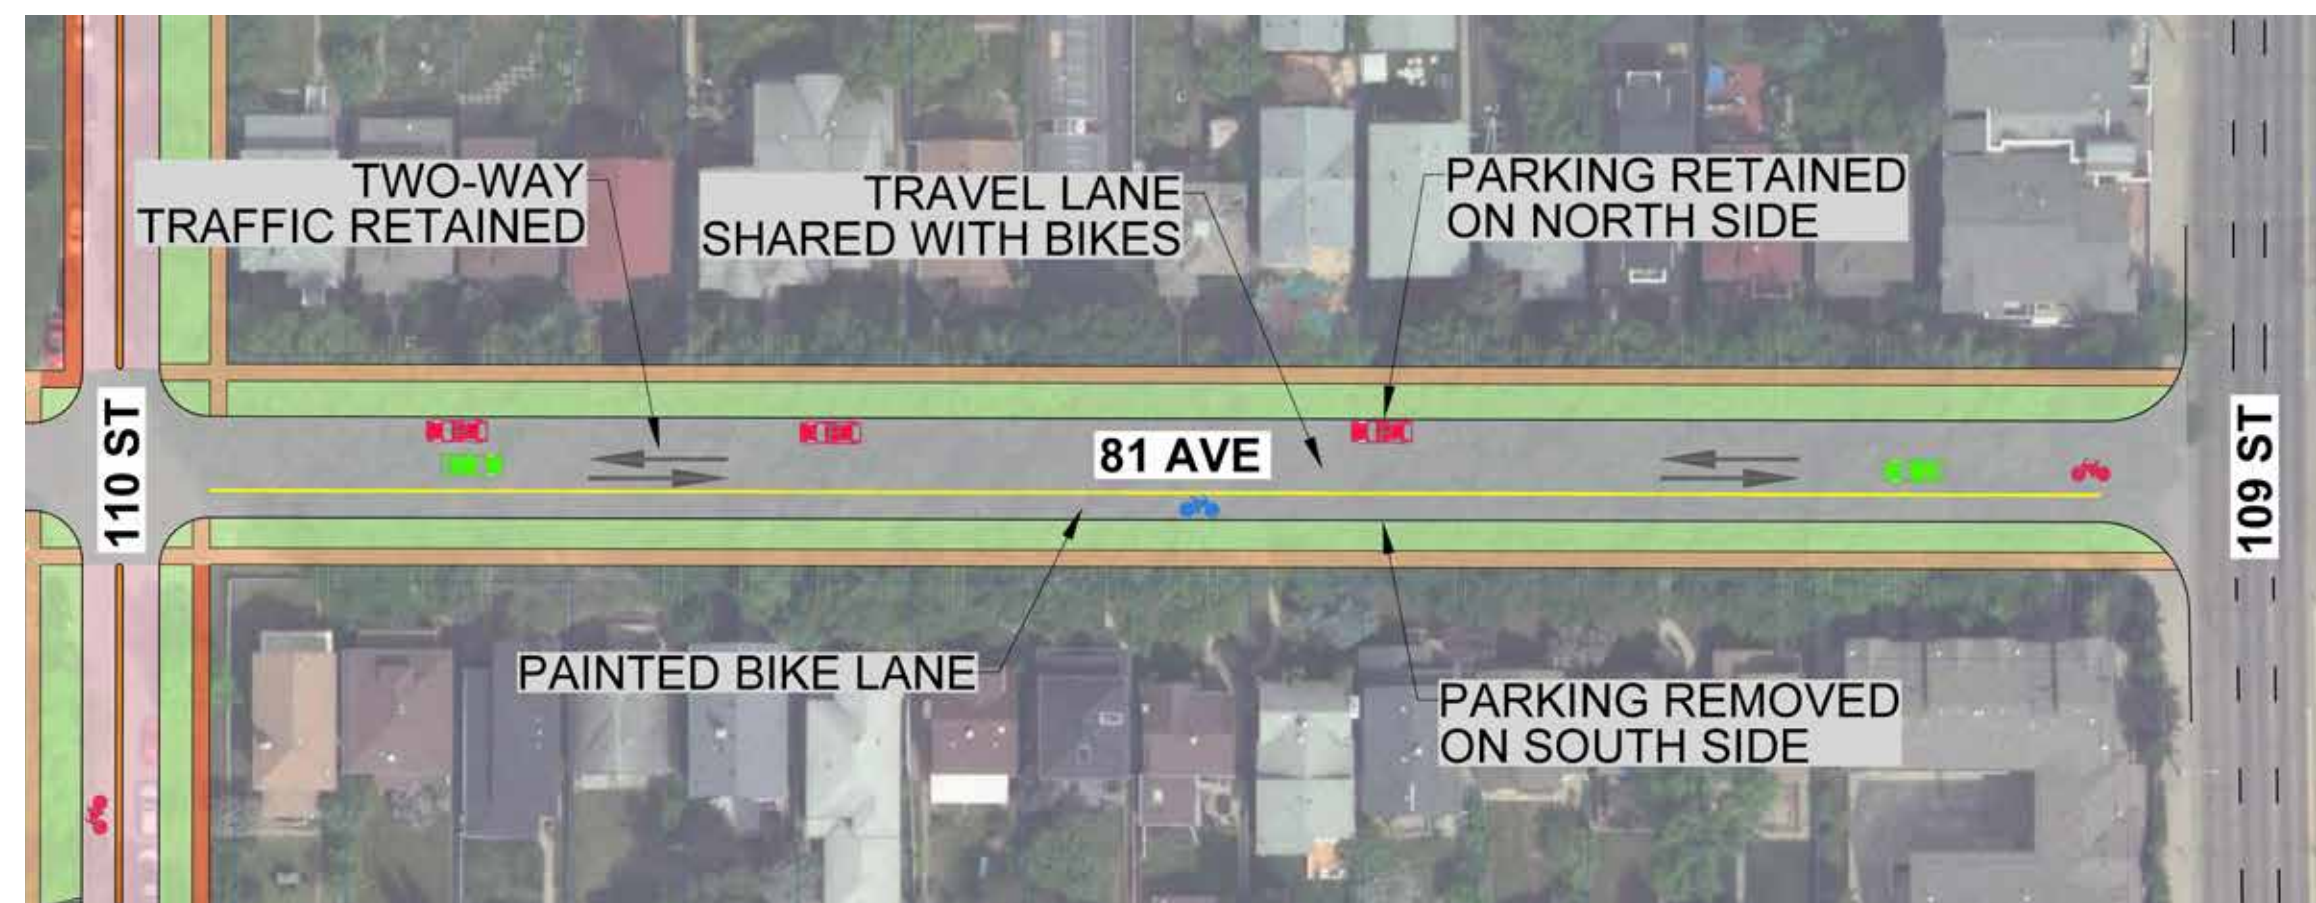 TWO-WAY
TRAFFIC RETAINED
TRAVEL LANE
SHARED WITH BIKES
PARKING RETAINED
ON NORTH SIDE
110 ST
81 AVE
109 ST
PAINTED BIKE LANE
PARKING REMOVED
ON SOUTH SIDE